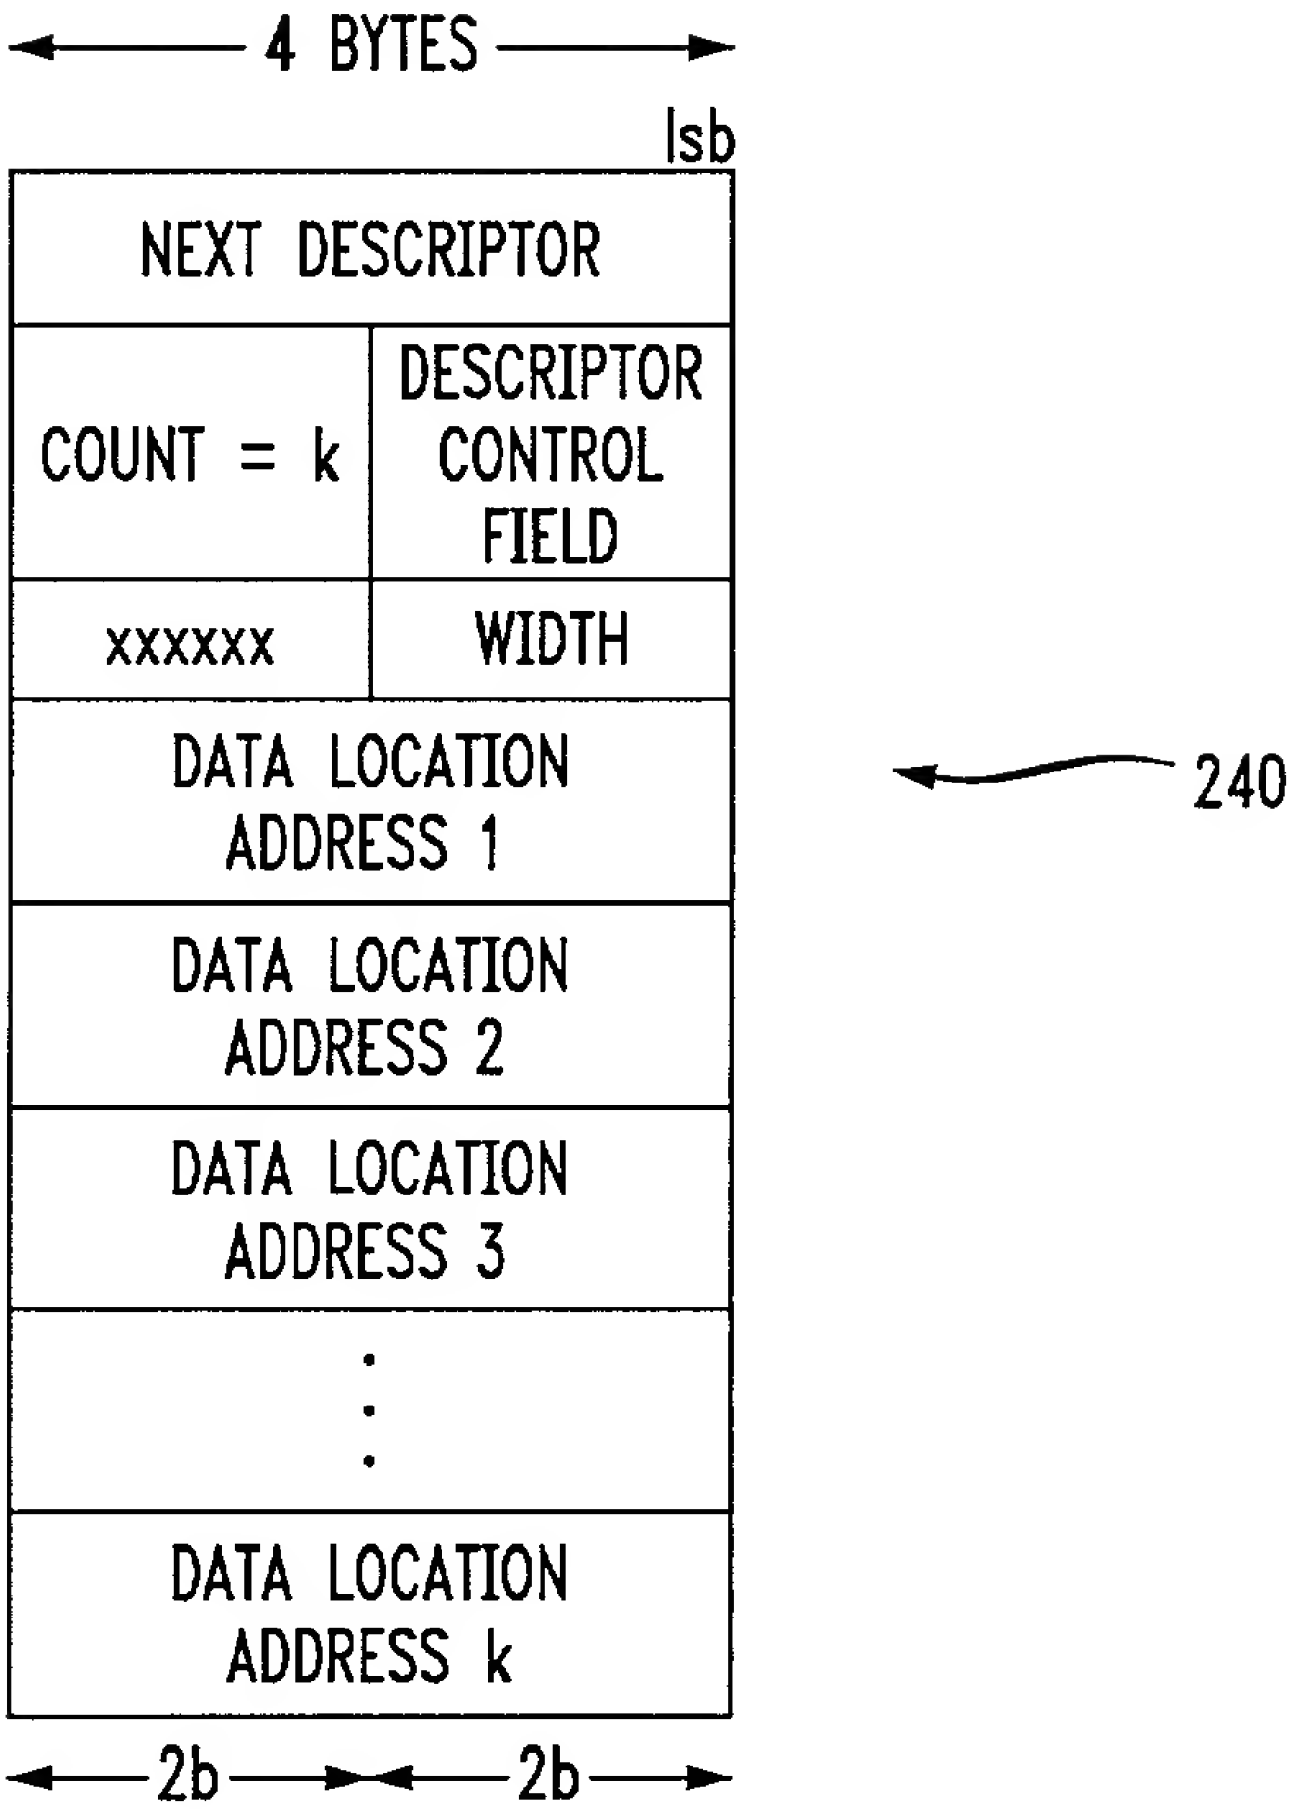 4 BYTES
lsb
NEXT DESCRIPTOR
COUNT = k
DESCRIPTOR
CONTROL
FIELD
xxxxxx
WIDTH
DATA LOCATION
ADDRESS 1
240
DATA LOCATION
ADDRESS 2
DATA LOCATION
ADDRESS 3
DATA LOCATION
ADDRESS k
2b
2b